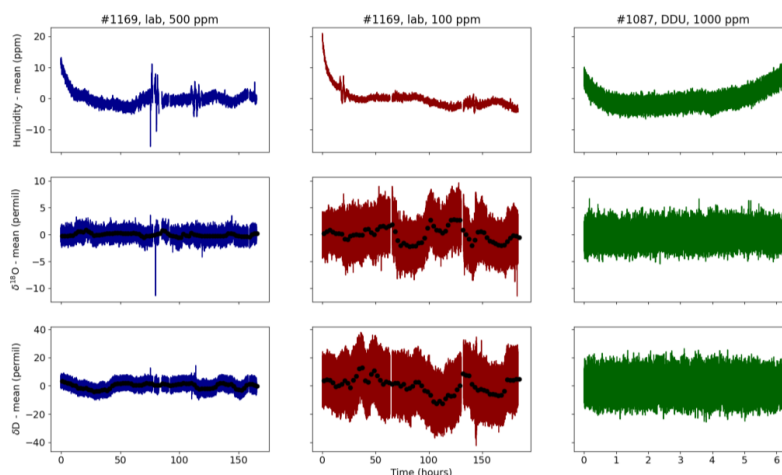 #1169, lab, 500 ppm
#1169, lab, 100 ppm
#1087, DDU, 1000 ppm
Humidity - mean (ppm)
20
10
0
−10
δ¹⁸O - mean (permil)
10
5
0
−5
−10
δD - mean (permil)
40
20
0
−20
−40
0 50 100 150
0 50 100 150
0 1 2 3 4 5 6
Time (hours)